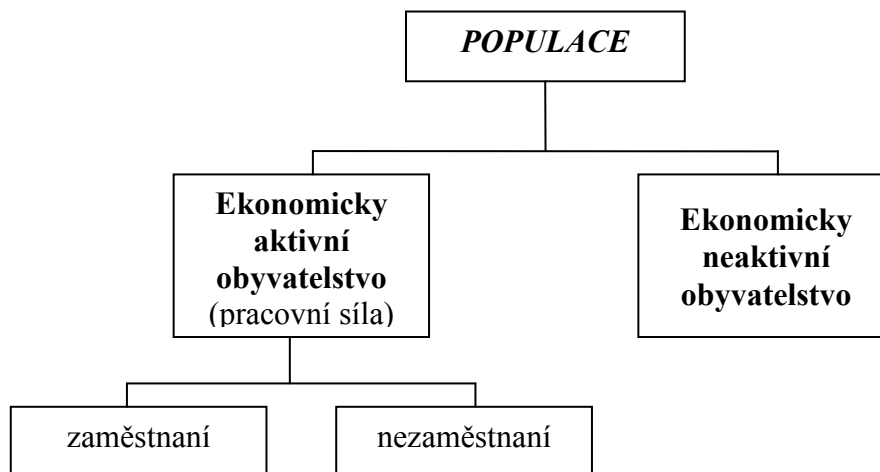 POPULACE
Ekonomicky
aktivní
obyvatelstvo
(pracovní síla)
Ekonomicky
neaktivní
obyvatelstvo
zaměstnaní
nezaměstnaní